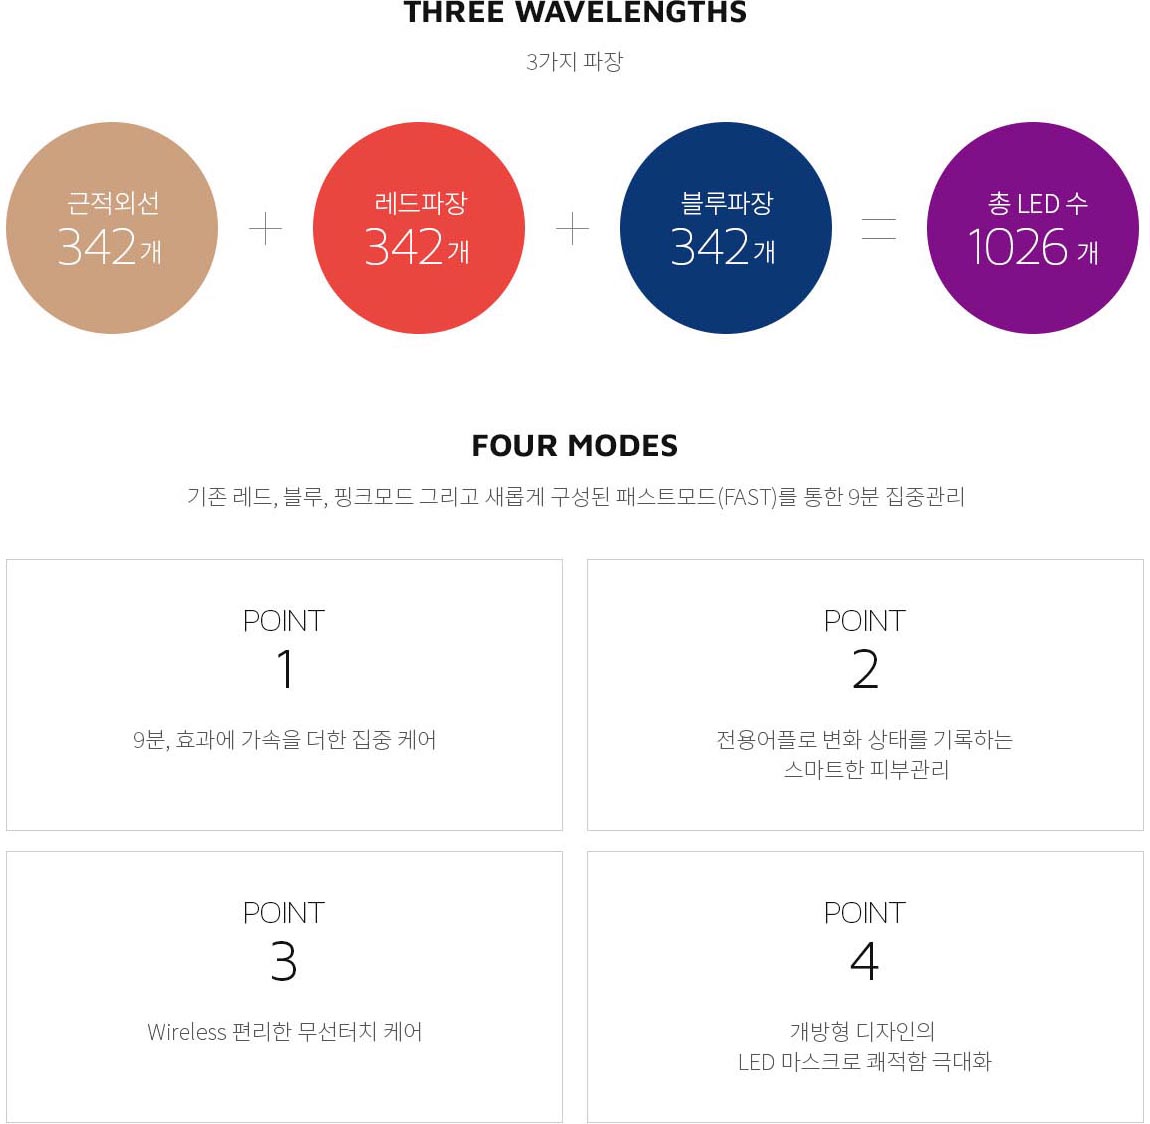 THREE WAVELENGTHS
3가지 파장
근적외선
342개
+
레드파장
342개
+
블루파장
342개
=
총 LED 수
1026 개
FOUR MODES
기존 레드, 블루, 핑크모드 그리고 새롭게 구성된 패스트모드(FAST)를 통한 9분 집중관리
POINT
1
9분, 효과에 가속을 더한 집중 케어
POINT
2
전용어플로 변화 상태를 기록하는
스마트한 피부관리
POINT
3
Wireless 편리한 무선터치 케어
POINT
4
개방형 디자인의
LED 마스크로 쾌적함 극대화